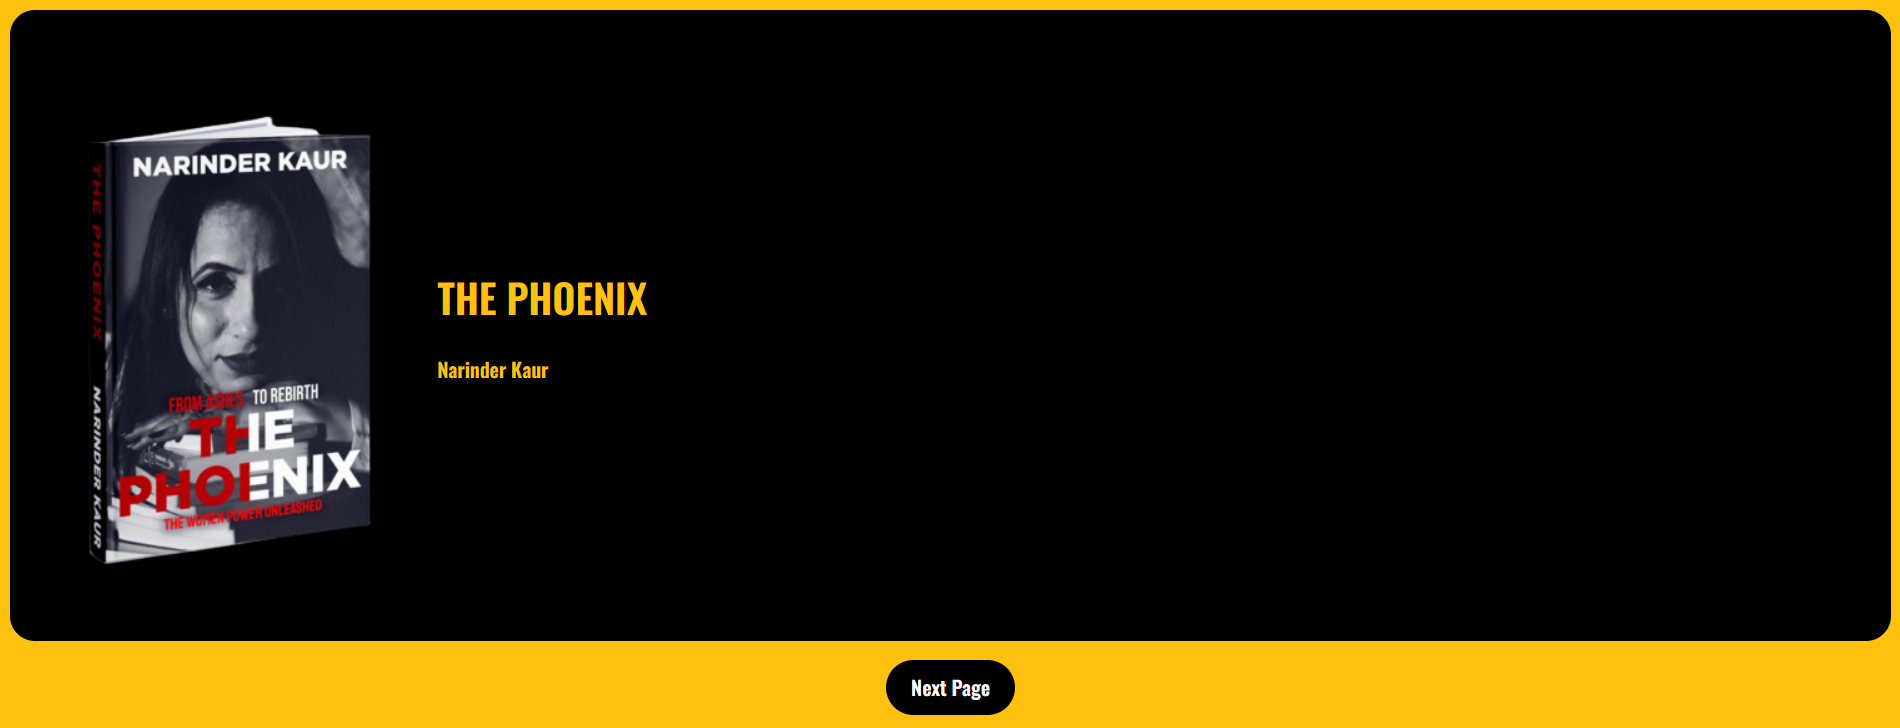 NARINDER KAUR
THE PHOENIX
NARINDER KAUR
FROM ASHES TO REBIRTH
THE
PHOENIX
THE WOMEN POWER UNLEASHED
THE PHOENIX
Narinder Kaur
Next Page